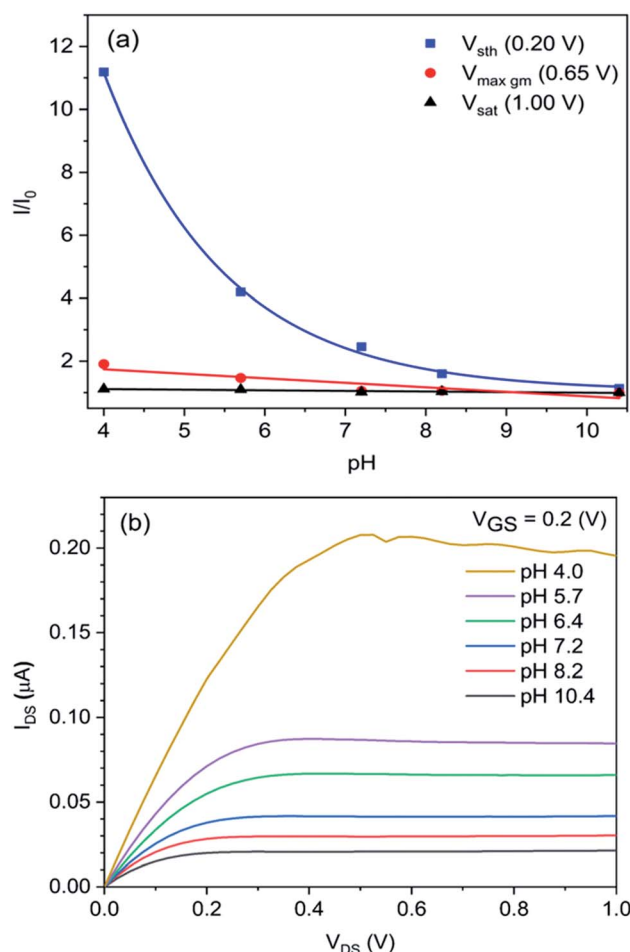 (a)
V_sth (0.20 V)
V_max gm (0.65 V)
V_sat (1.00 V)
12
10
8
6
4
2
I/I_0
4 5 6 7 8 9 10
pH
(b)
V_GS = 0.2 (V)
pH 4.0
pH 5.7
pH 6.4
pH 7.2
pH 8.2
pH 10.4
0.20
0.15
0.10
0.05
0.00
I_DS (μA)
0.0 0.2 0.4 0.6 0.8 1.0
V_DS (V)